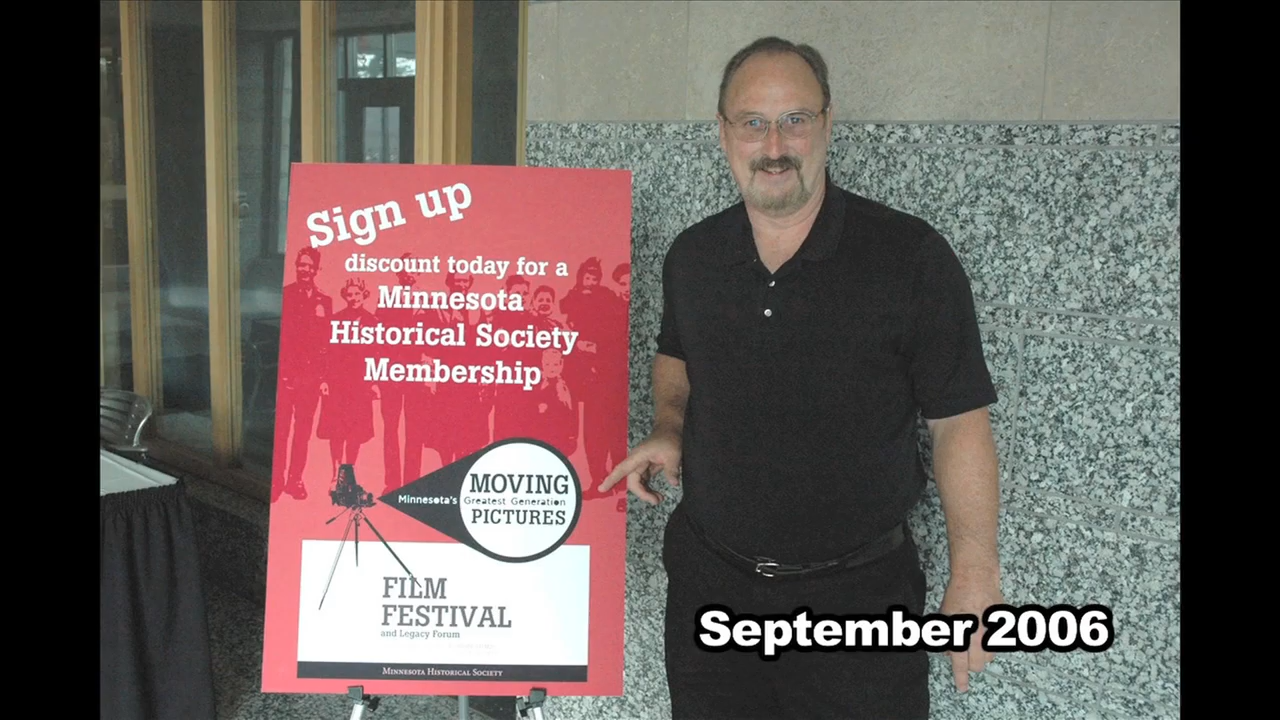 Sign up
discount today for a
Minnesota
Historical Society
Membership
MOVING
Minnesota's Greatest Generation
PICTURES
FILM
FESTIVAL
and Legacy Forum
MINNESOTA HISTORICAL SOCIETY
September 2006